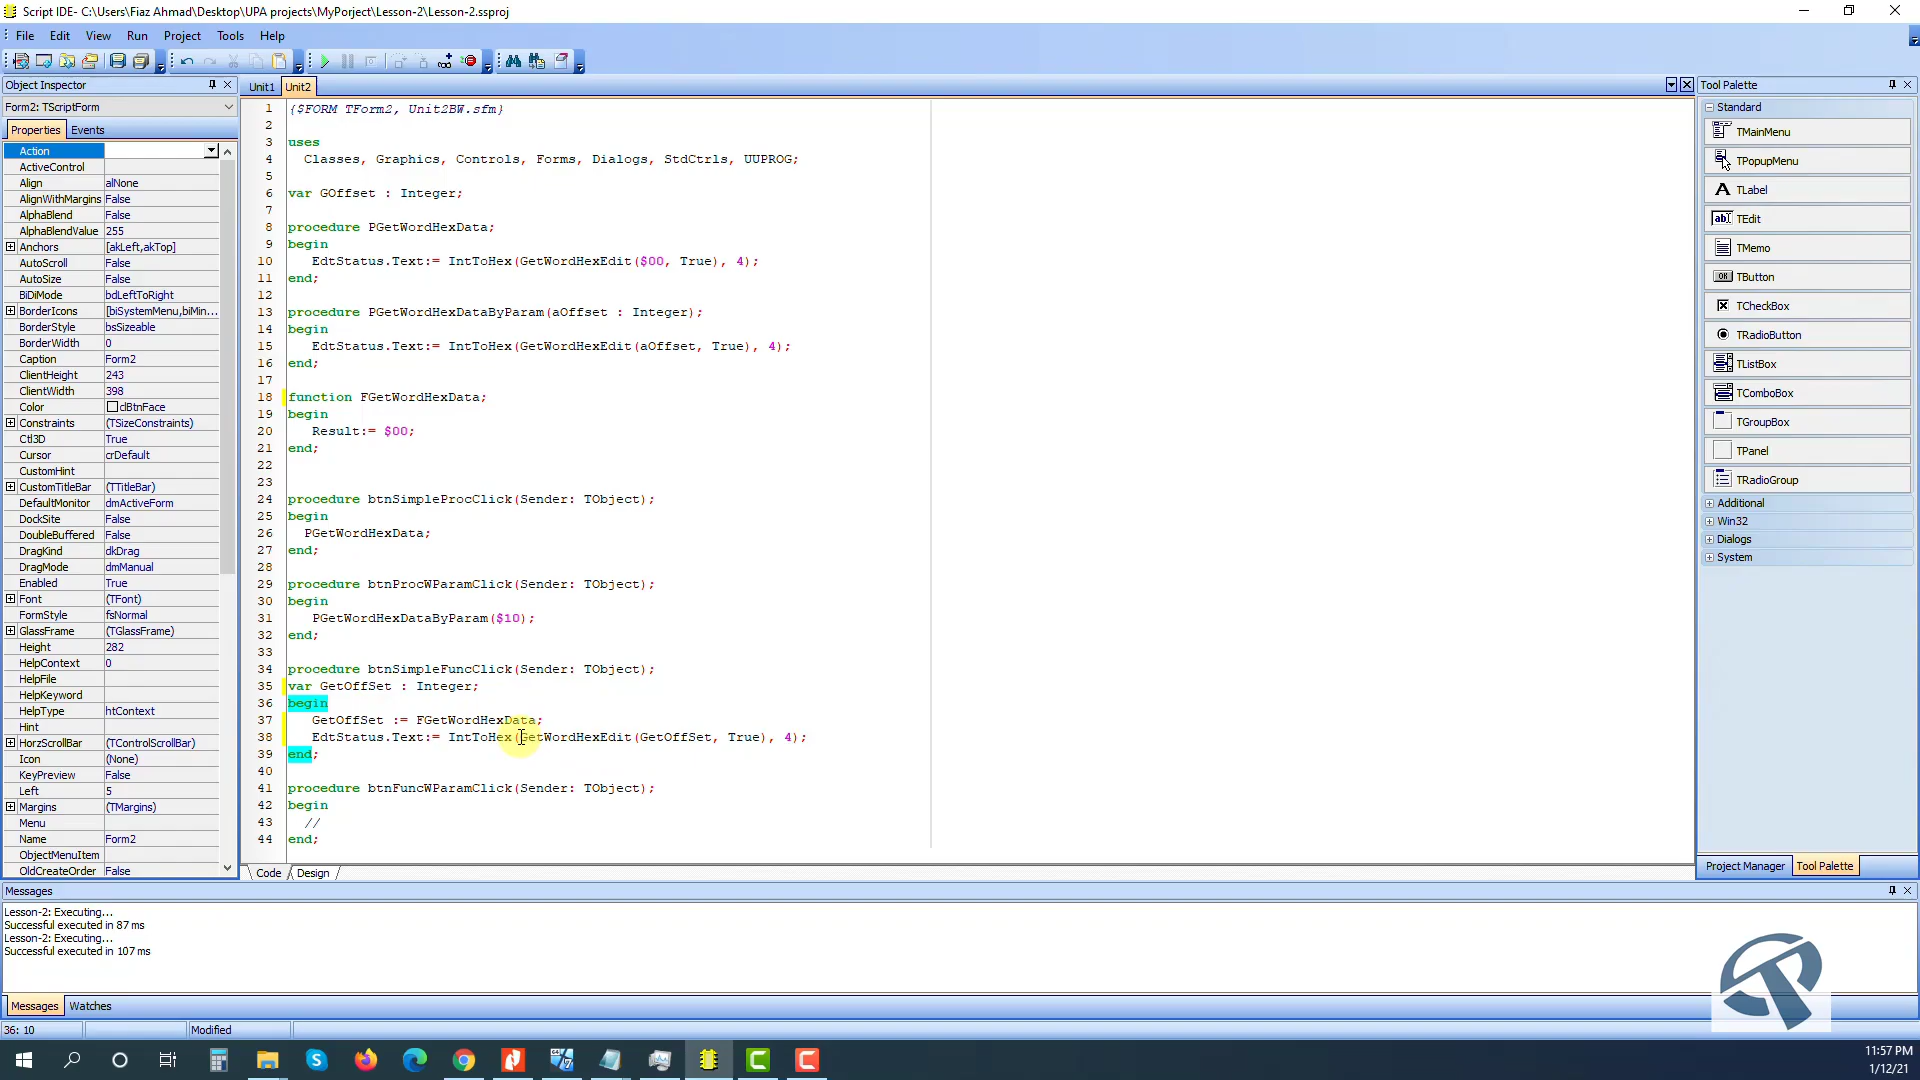 Script IDE- C:\Users\Fiaz Ahmad\Desktop\UPA projects\MyPorject\Lesson-2\Lesson-2.ssproj
File Edit View Run Project Tools Help
Object Inspector
Form2: TScriptForm
Properties Events
Action
ActiveControl
Align alNone
AlignWithMargins False
AlphaBlend False
AlphaBlendValue 255
Anchors [akLeft,akTop]
AutoScroll False
AutoSize False
BiDiMode bdLeftToRight
BorderIcons [biSystemMenu,biMin...
BorderStyle bsSizeable
BorderWidth 0
Caption Form2
ClientHeight 243
ClientWidth 398
Color clBtnFace
Constraints (TSizeConstraints)
Ctl3D True
Cursor crDefault
CustomHint
CustomTitleBar (TTitleBar)
DefaultMonitor dmActiveForm
DockSite False
DoubleBuffered False
DragKind dkDrag
DragMode dmManual
Enabled True
Font (TFont)
FormStyle fsNormal
GlassFrame (TGlassFrame)
Height 282
HelpContext 0
HelpFile
HelpKeyword
HelpType htContext
Hint
HorzScrollBar (TControlScrollBar)
Icon (None)
KeyPreview False
Left 5
Margins (TMargins)
Menu
Name Form2
ObjectMenuItem
OldCreateOrder False
Unit1 Unit2
1 {$FORM TForm2, Unit2BW.sfm}
2
3 uses
4 Classes, Graphics, Controls, Forms, Dialogs, StdCtrls, UUPROG;
5
6 var GOffset : Integer;
7
8 procedure PGetWordHexData;
9 begin
10 EdtStatus.Text:= IntToHex(GetWordHexEdit($00, True), 4);
11 end;
12
13 procedure PGetWordHexDataByParam(aOffset : Integer);
14 begin
15 EdtStatus.Text:= IntToHex(GetWordHexEdit(aOffset, True), 4);
16 end;
17
18 function FGetWordHexData;
19 begin
20 Result:= $00;
21 end;
22
23
24 procedure btnSimpleProcClick(Sender: TObject);
25 begin
26 PGetWordHexData;
27 end;
28
29 procedure btnProcWParamClick(Sender: TObject);
30 begin
31 PGetWordHexDataByParam($10);
32 end;
33
34 procedure btnSimpleFuncClick(Sender: TObject);
35 var GetOffSet : Integer;
36 begin
37 GetOffSet := FGetWordHexData;
38 EdtStatus.Text:= IntToHex(GetWordHexEdit(GetOffSet, True), 4);
39 end;
40
41 procedure btnFuncWParamClick(Sender: TObject);
42 begin
43 //
44 end;
Code Design
Tool Palette
Standard
TMainMenu
TPopupMenu
A TLabel
ab TEdit
TMemo
OK TButton
TCheckBox
TRadioButton
TListBox
TComboBox
TGroupBox
TPanel
TRadioGroup
Additional
Win32
Dialogs
System
Project Manager Tool Palette
Messages
Lesson-2: Executing...
Successful executed in 87 ms
Lesson-2: Executing...
Successful executed in 107 ms
Messages Watches
36: 10 Modified
11:57 PM
1/12/21